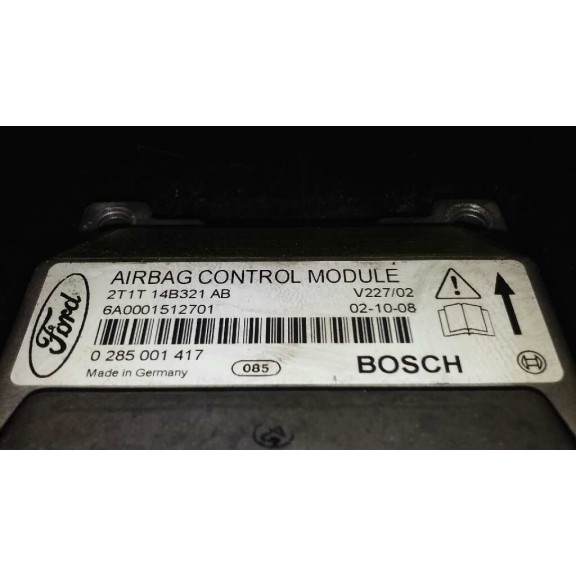 Ford
AIRBAG CONTROL MODULE
2T1T 14B321 AB V227/02
6A0001512701 02-10-08
0 285 001 417
Made in Germany 085 BOSCH